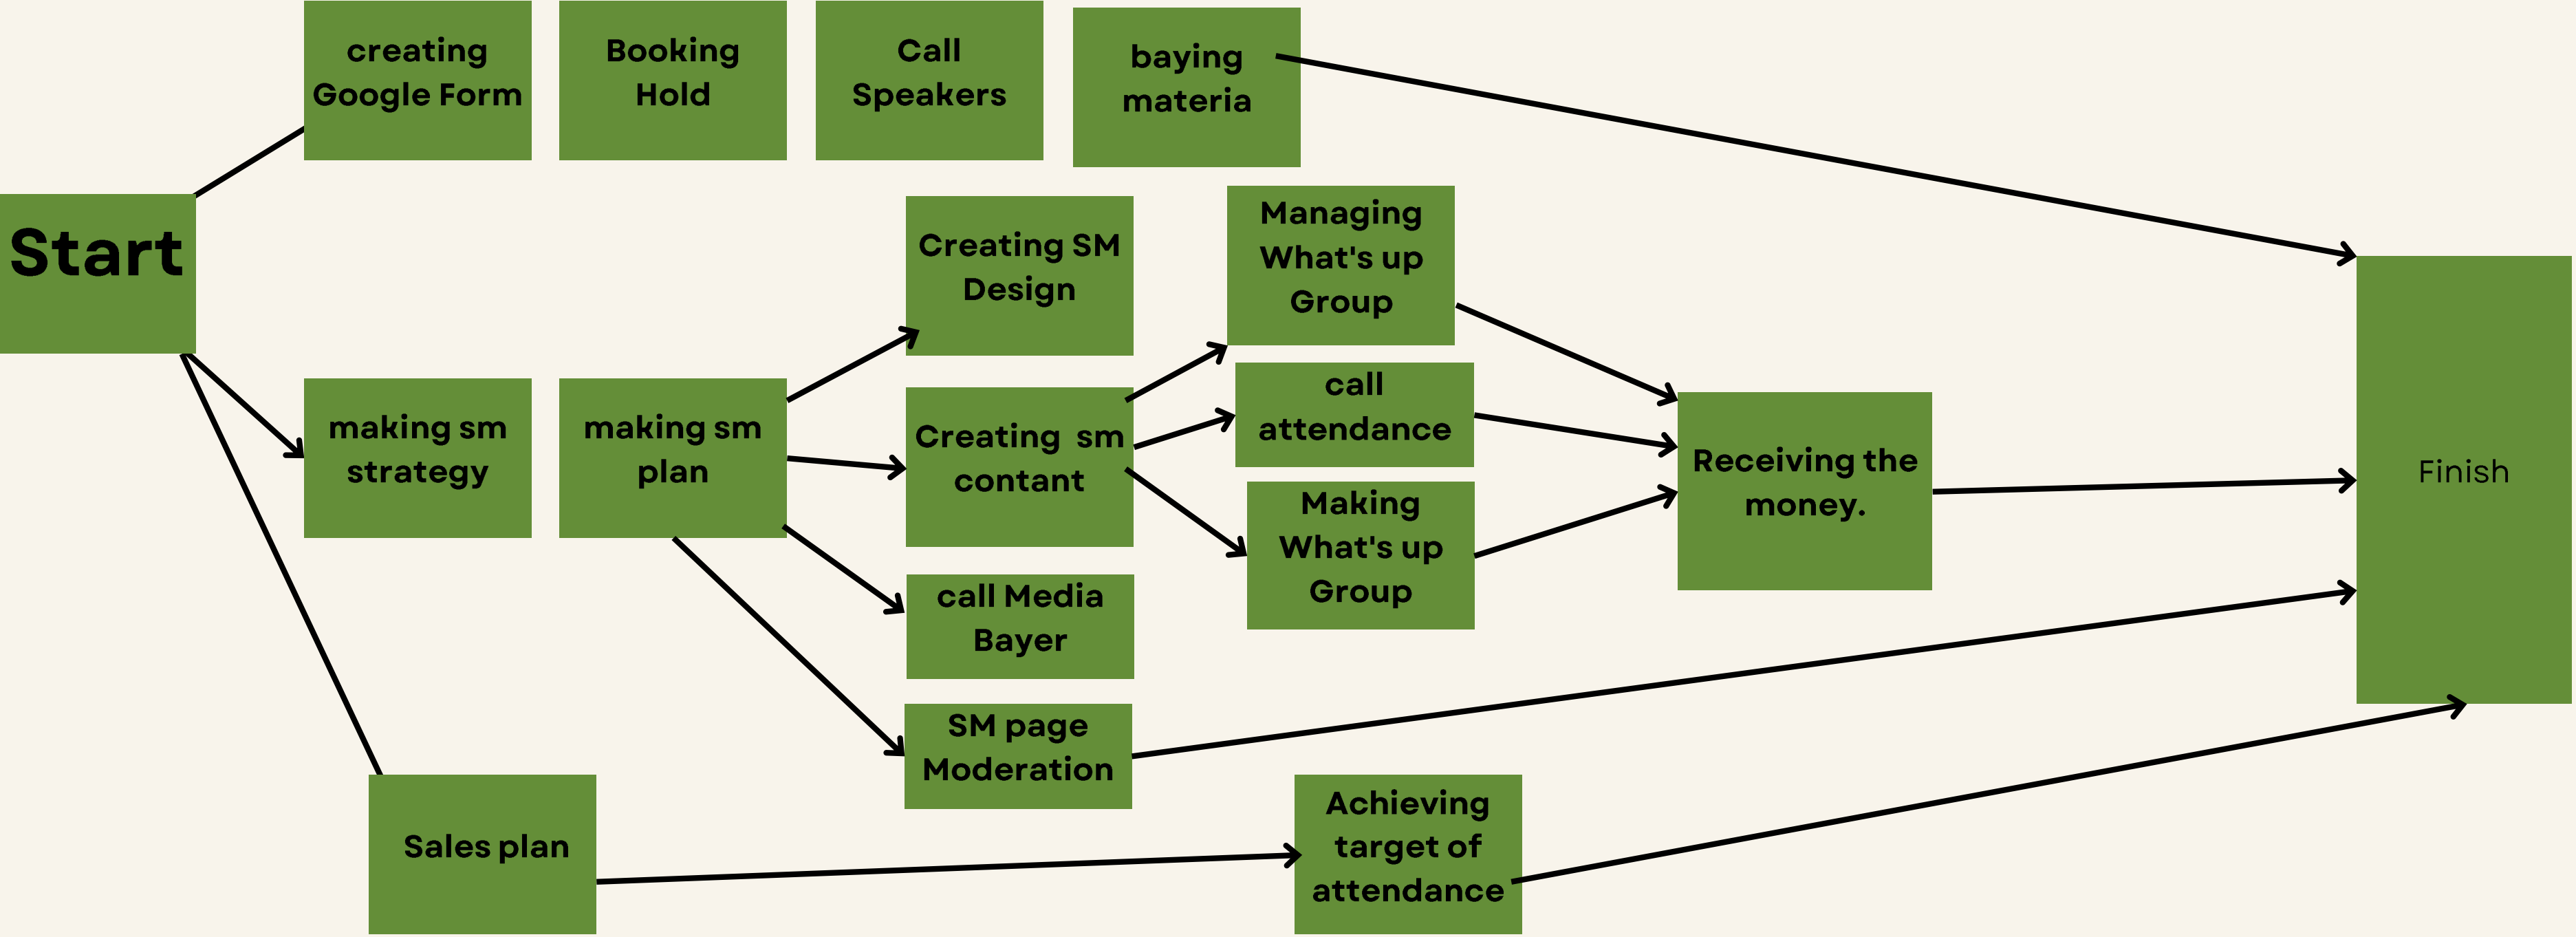 creating
Google Form
Booking
Hold
Call
Speakers
baying
materia
Start
Creating SM
Design
Managing
What's up
Group
making sm
strategy
making sm
plan
Creating  sm
contant
call
attendance
Making
What's up
Group
Receiving the
money.
Finish
call Media
Bayer
SM page
Moderation
Sales plan
Achieving
target of
attendance